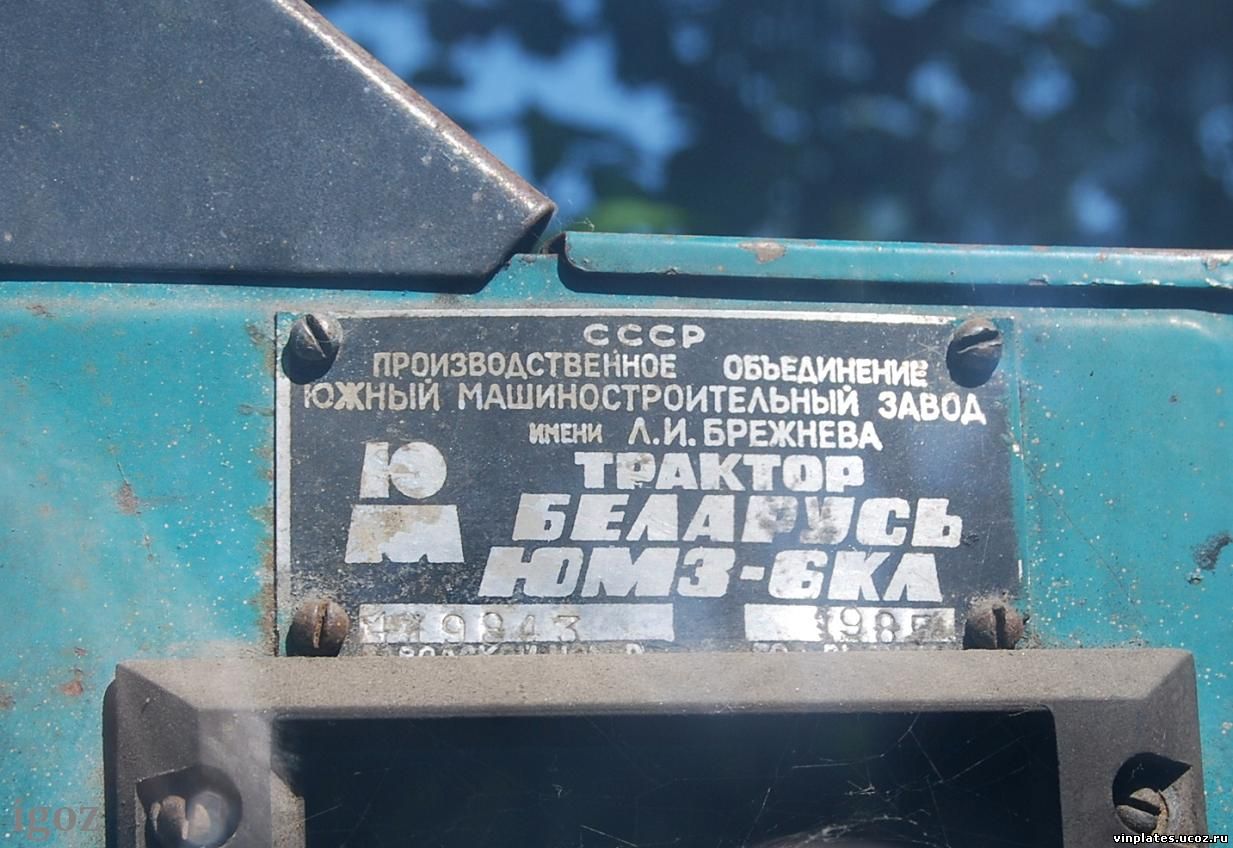 СССР
ПРОИЗВОДСТВЕННОЕ ОБЪЕДИНЕНИЕ
ЮЖНЫЙ МАШИНОСТРОИТЕЛЬНЫЙ ЗАВОД
ИМЕНИ Л.И. БРЕЖНЕВА
ТРАКТОР
Ю
М
БЕЛАРУСЬ
ЮМЗ-6КЛ
igoz
vinplates.ucoz.ru